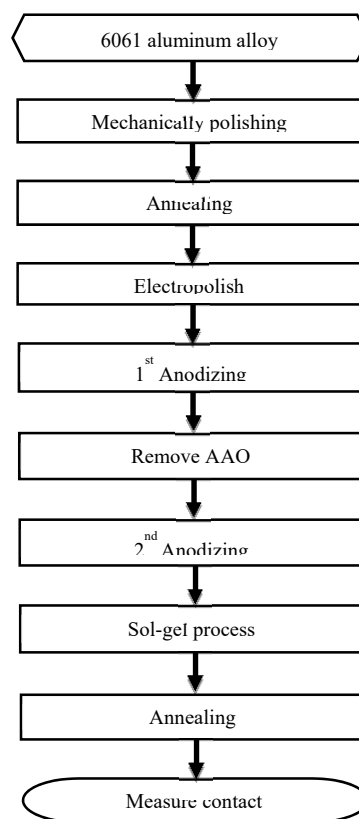 6061 aluminum alloy
Mechanically polishing
Annealing
Electropolish
1st Anodizing
Remove AAO
2nd Anodizing
Sol-gel process
Annealing
Measure contact